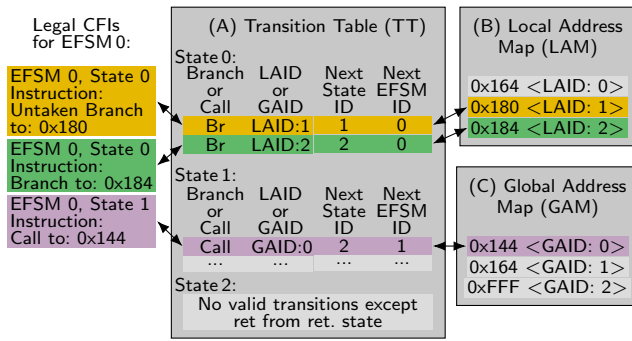 Legal CFIs
for EFSM 0:
EFSM 0, State 0
Instruction:
Untaken Branch
to: 0x180
EFSM 0, State 0
Instruction:
Branch to: 0x184
EFSM 0, State 1
Instruction:
Call to: 0x144
(A) Transition Table (TT)
State 0:
Branch LAID Next Next
or or State EFSM
Call GAID ID ID
Br LAID:1 1 0
Br LAID:2 2 0
State 1:
Branch LAID Next Next
or or State EFSM
Call GAID ID ID
Call GAID:0 2 1
... ... ... ...
State 2:
No valid transitions except
ret from ret. state
(B) Local Address
Map (LAM)
0x164 <LAID: 0>
0x180 <LAID: 1>
0x184 <LAID: 2>
(C) Global Address
Map (GAM)
0x144 <GAID: 0>
0x164 <GAID: 1>
0xFFF <GAID: 2>